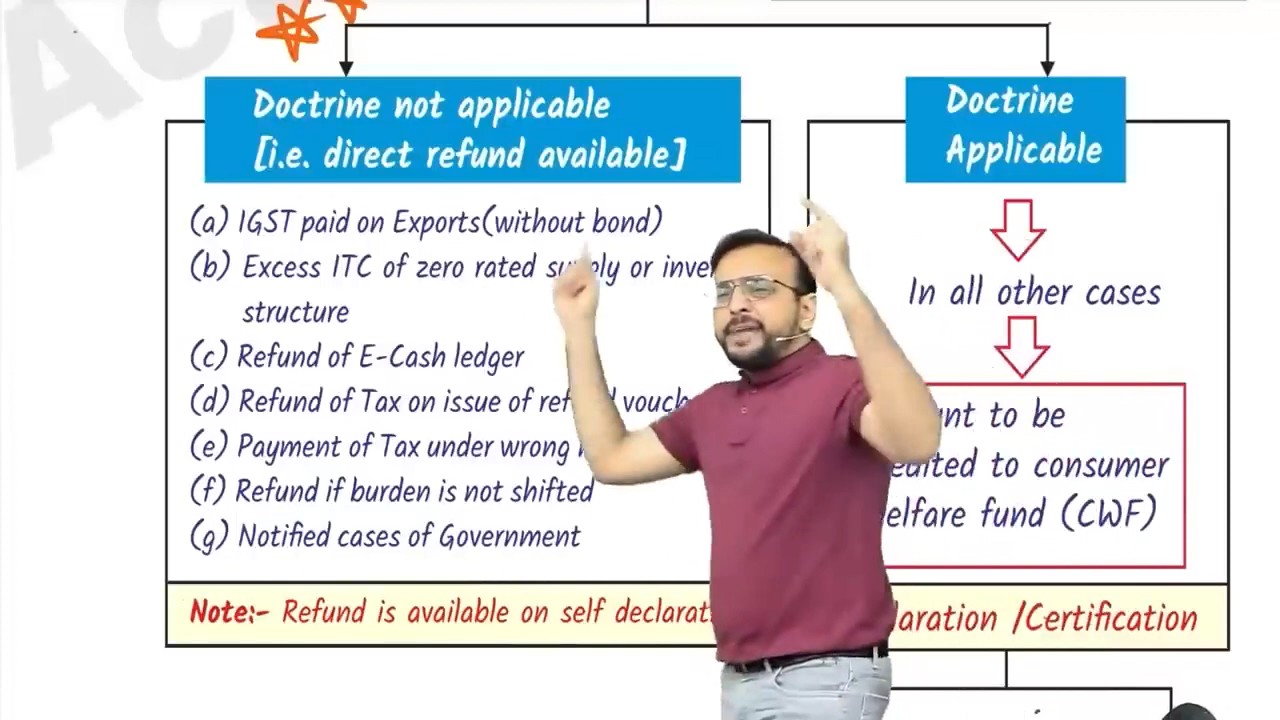 Doctrine not applicable
[i.e. direct refund available]
(a) IGST paid on Exports(without bond)
(b) Excess ITC of zero rated supply or
structure
(c) Refund of E-Cash ledger
(d) Refund of Tax on issue of
(e) Payment of Tax under wrong
(f) Refund if burden is not shifted
(g) Notified cases of Government
Note:- Refund is available on self
Doctrine
Applicable
In all other cases
to be
to consumer
fund (CWF)
/Certification